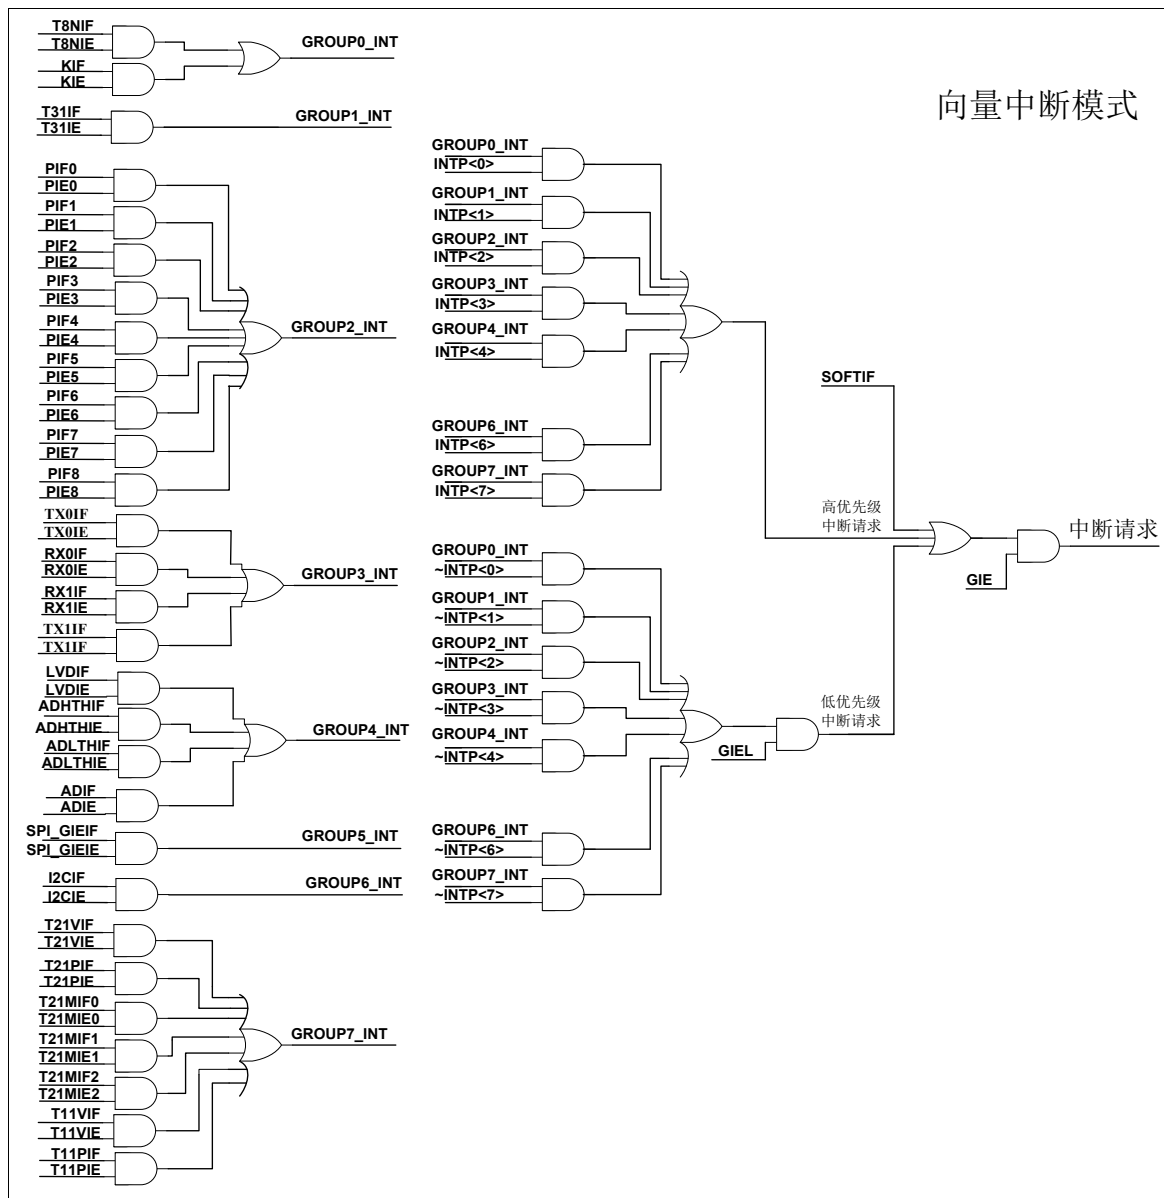 T8NIF
T8NIE
KIF
KIE
GROUP0_INT
T31IF
T31IE
GROUP1_INT
PIF0
PIE0
PIF1
PIE1
PIF2
PIE2
PIF3
PIE3
PIF4
PIE4
PIF5
PIE5
PIF6
PIE6
PIF7
PIE7
PIF8
PIE8
GROUP2_INT
TX0IF
TX0IE
RX0IF
RX0IE
RX1IF
RX1IE
TX1IF
TX1IF
GROUP3_INT
LVDIF
LVDIE
ADHTHIF
ADHTHIE
ADLTHIF
ADLTHIE
ADIF
ADIE
GROUP4_INT
SPI_GIEIF
SPI_GIEIE
GROUP5_INT
I2CIF
I2CIE
GROUP6_INT
T21VIF
T21VIE
T21PIF
T21PIE
T21MIF0
T21MIE0
T21MIF1
T21MIE1
T21MIF2
T21MIE2
T11VIF
T11VIE
T11PIF
T11PIE
GROUP7_INT
向量中断模式
GROUP0_INT
INTP<0>
GROUP1_INT
INTP<1>
GROUP2_INT
INTP<2>
GROUP3_INT
INTP<3>
GROUP4_INT
INTP<4>
GROUP6_INT
INTP<6>
GROUP7_INT
INTP<7>
GROUP0_INT
~INTP<0>
GROUP1_INT
~INTP<1>
GROUP2_INT
~INTP<2>
GROUP3_INT
~INTP<3>
GROUP4_INT
~INTP<4>
GROUP6_INT
~INTP<6>
GROUP7_INT
~INTP<7>
GIEL
SOFTIF
高优先级
中断请求
低优先级
中断请求
GIE
中断请求